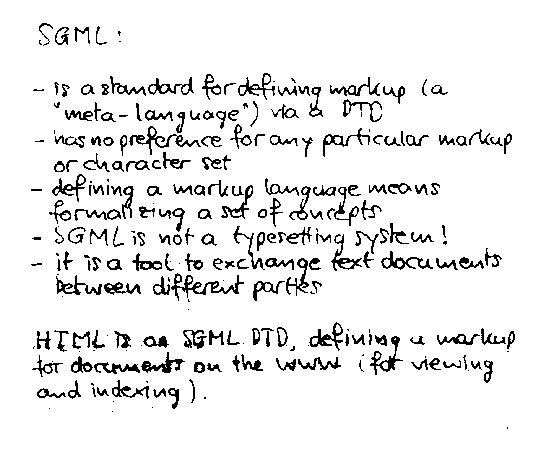 SGML:
- is a standard for defining markup (a
"meta-language") via a DTD
- has no preference for any particular markup
or character set
- defining a markup language means
formalizing a set of concepts
- SGML is not a typesetting system!
- it is a tool to exchange text documents
between different parties
HTML is an SGML DTD, defining a markup
for documents on the WWW (for viewing
and indexing).